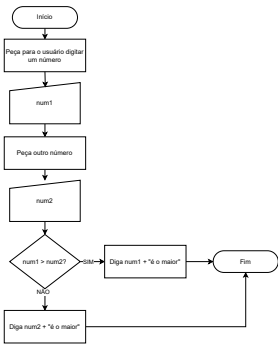 Início
Peça para o usuário digitar
um número
num1
Peça outro número
num2
num1 > num2?
SIM
Diga num1 + "é o maior"
Fim
NÃO
Diga num2 + "é o maior"